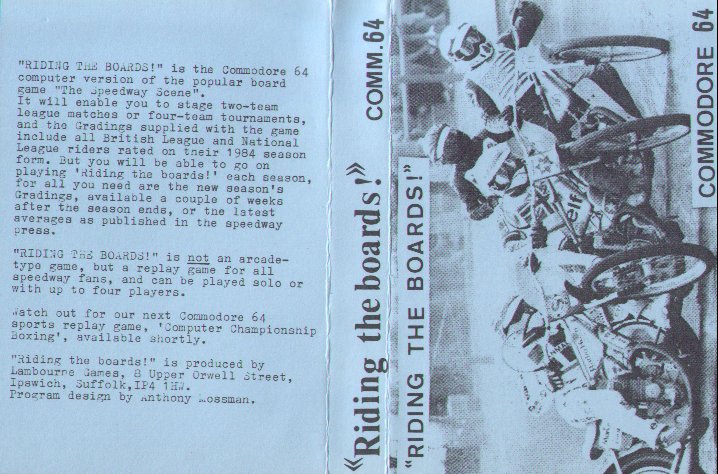 "RIDING THE BOARDS!" is the Commodore 64
computer version of the popular board
game "The Speedway Scene".
It will enable you to stage two-team
league matches or four-team tournaments,
and the Gradings supplied with the game
include all British League and National
League riders rated on their 1984 season
form. But you will be able to go on
playing 'Riding the boards!' each season,
for all you need are the new season's
Gradings, available a couple of weeks
after the season ends, or the latest
averages as published in the speedway
press.
"RIDING THE BOARDS!" is not an arcade-
type game, but a replay game for all
speedway fans, and can be played solo or
with up to four players.
Watch out for our next Commodore 64
sports replay game, 'Computer Championship
Boxing', available shortly.
"Riding the boards!" is produced by
Lambourne Games, 8 Upper Orwell Street,
Ipswich, Suffolk,IP4 1HW.
Program design by Anthony Mossman.
«Riding the boards!» COMM.64
"RIDING THE BOARDS!"
COMMODORE 64
elf